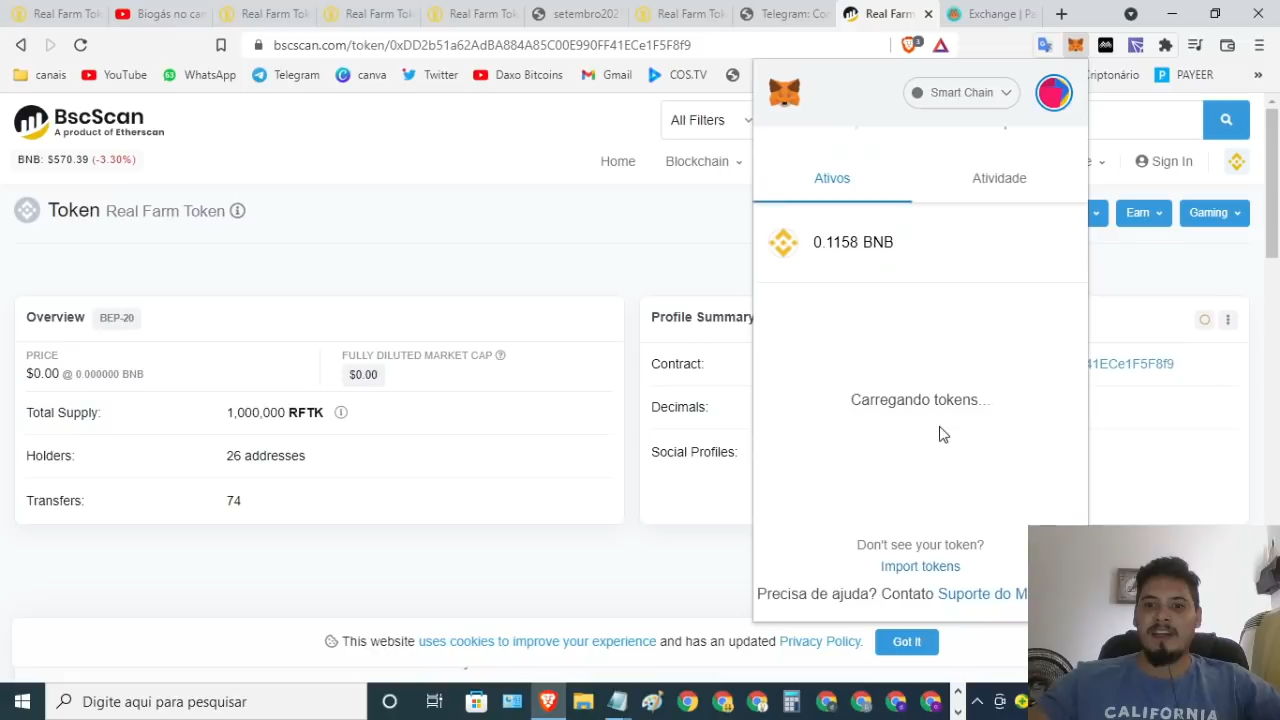 Real Farm Tok
Biogás no can
Real Farm Tok
Real Farm Tok
Real Farm Tok
setembro202
Real Farm Tok
Telegram: Co
Real Farm
Exchange | Pa
bscscan.com/token/0xDD2b51a62AdBA884A85C00E990FF41ECe1F5F8f9
3
canais
YouTube
WhatsApp
Telegram
canva
Twitter
Daxo Bitcoins
Gmail
COS.TV
riptonário
PAYEER
»
BscScan
A product of Etherscan
All Filters
BNB: $570.39 (-3.30%)
Home
Blockchain
e
Sign In
Token Real Farm Token
Earn
Gaming
Smart Chain
Ativos
Atividade
0.1158 BNB
Carregando tokens...
Don't see your token?
Import tokens
Precisa de ajuda? Contato Suporte do M
Overview BEP-20
PRICE
$0.00 @ 0.000000 BNB
FULLY DILUTED MARKET CAP
$0.00
Total Supply: 1,000,000 RFTK
Holders: 26 addresses
Transfers: 74
Profile Summary
Contract: 41ECe1F5F8f9
Decimals:
Social Profiles:
This website uses cookies to improve your experience and has an updated Privacy Policy.
Got It
Digite aqui para pesquisar
CALIFORNIA